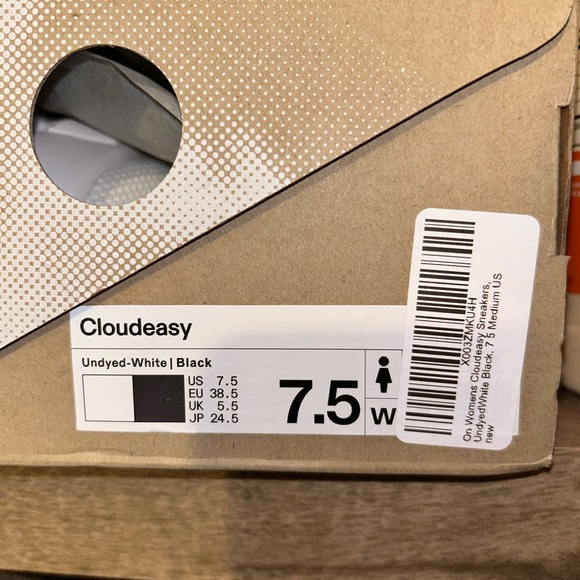 Cloudeasy
Undyed-White | Black
US 7.5
EU 38.5
UK 5.5
JP 24.5
7.5
W
X003ZMKU4H
On Womens Cloudeasy Sneakers,
UndyedWhite Black, 7 5 Medium US
new